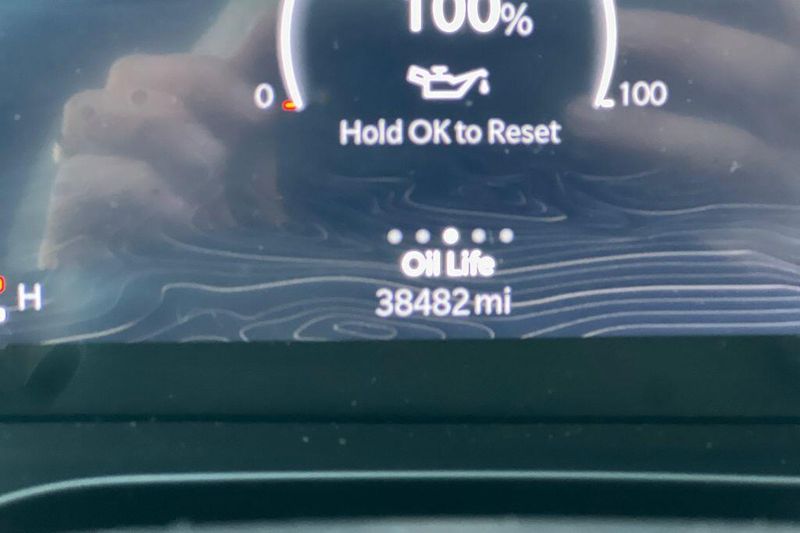 100%
0 100
Hold OK to Reset
Oil Life
H
38482 mi